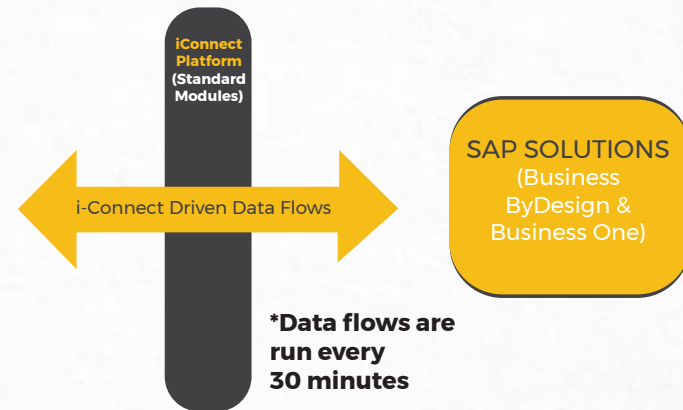 iConnect
Platform
(Standard
Modules)
i-Connect Driven Data Flows
SAP SOLUTIONS
(Business
ByDesign &
Business One)
*Data flows are
run every
30 minutes